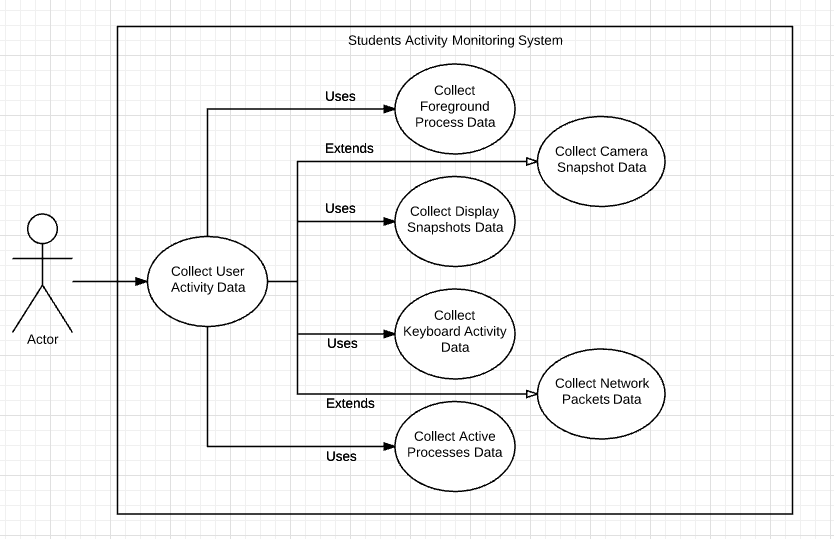 Students Activity Monitoring System
Uses
Collect
Foreground
Process Data
Extends
Collect Camera
Snapshot Data
Uses
Collect Display
Snapshots Data
Collect User
Activity Data
Actor
Uses
Collect
Keyboard Activity
Data
Extends
Collect Network
Packets Data
Uses
Collect Active
Processes Data